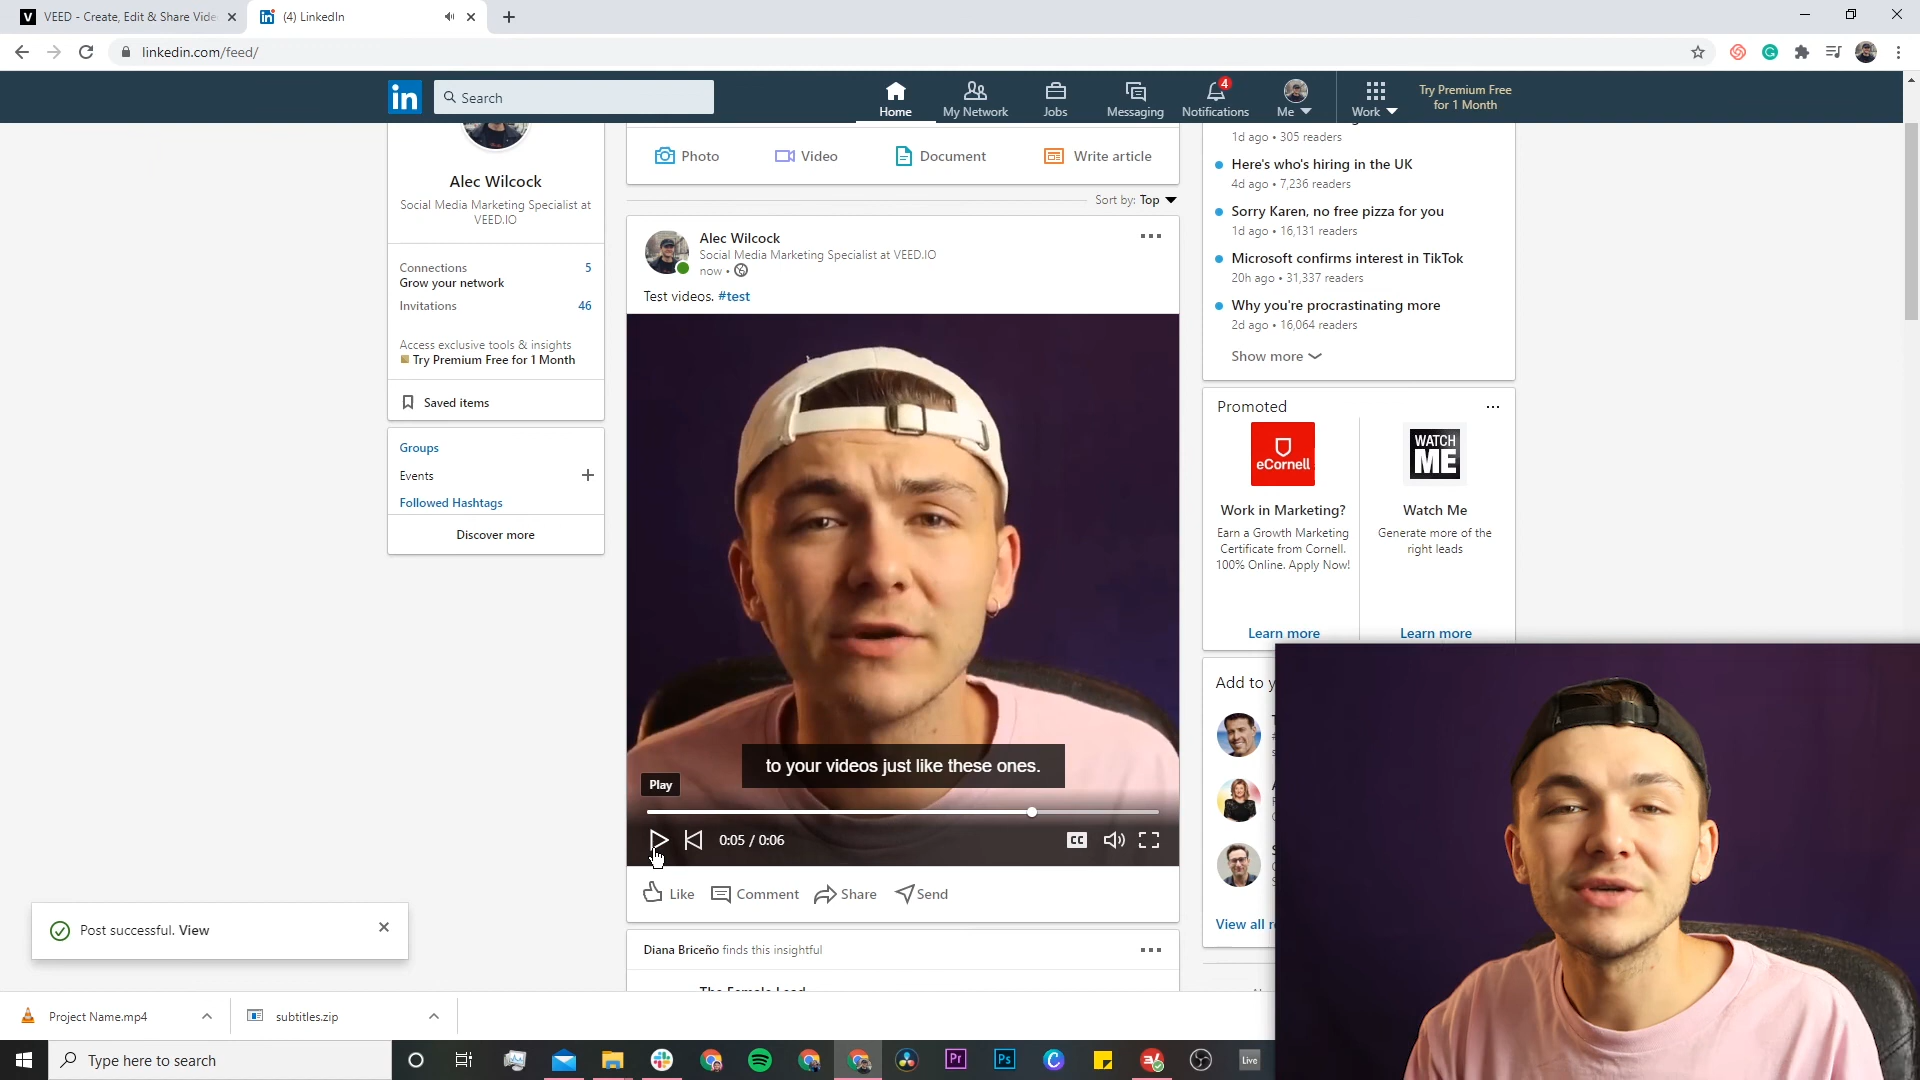 VEED - Create, Edit & Share Vide
(4) LinkedIn
linkedin.com/feed/
in
Search
Home
My Network
Jobs
Messaging
4
Notifications
Me
Work
Try Premium Free
for 1 Month
Alec Wilcock
Social Media Marketing Specialist at
VEED.IO
Connections 5
Grow your network
Invitations 46
Access exclusive tools & insights
Try Premium Free for 1 Month
Saved items
Groups
Events
Followed Hashtags
Discover more
Photo
Video
Document
Write article
Sort by: Top
Alec Wilcock
Social Media Marketing Specialist at VEED.IO
now •
Test videos. #test
to your videos just like these ones.
Play
0:05 / 0:06
CC
Like
Comment
Share
Send
Diana Briceño finds this insightful
1d ago • 305 readers
Here's who's hiring in the UK
4d ago • 7,236 readers
Sorry Karen, no free pizza for you
1d ago • 16,131 readers
Microsoft confirms interest in TikTok
20h ago • 31,337 readers
Why you're procrastinating more
2d ago • 16,064 readers
Show more
Promoted
eCornell
Work in Marketing?
Earn a Growth Marketing
Certificate from Cornell.
100% Online. Apply Now!
Learn more
WATCH
ME
Watch Me
Generate more of the
right leads
Learn more
Add to y
View all r
Post successful. View
Project Name.mp4
subtitles.zip
Type here to search
Pr
Ps
Live